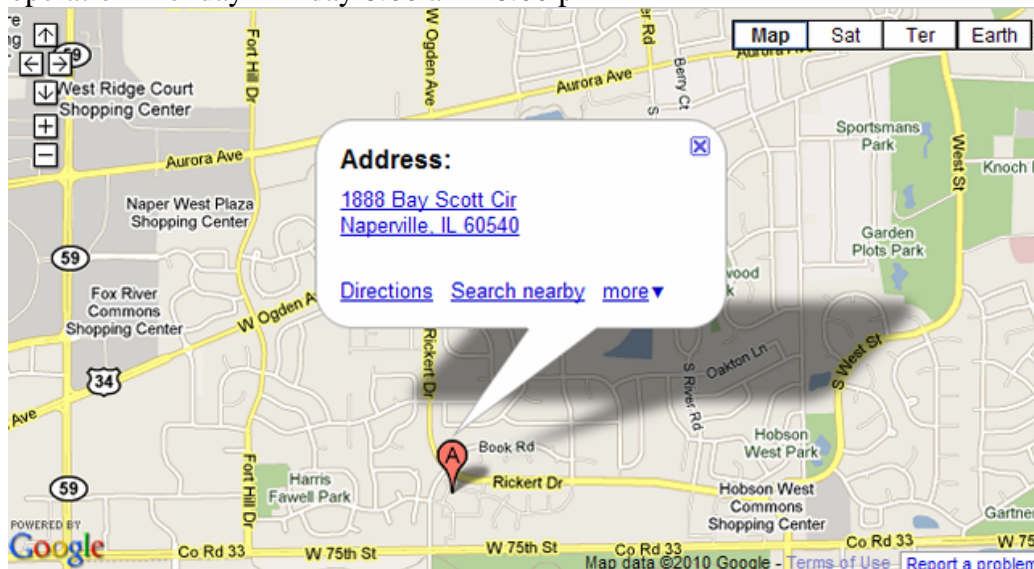 Map Sat Ter Earth
59
West Ridge Court
Shopping Center
Fort Hill Dr
W Ogden Ave
Aurora Ave
Berry Ct
Aurora Ave
Sportsmans
Park
West St
Address:
1888 Bay Scott Cir
Naperville, IL 60540
Directions Search nearby more
Naper West Plaza
Shopping Center
59
Garden
Plots Park
Fox River
Commons
Shopping Center
W Ogden
34
Ave
Rickert Dr
S River Rd
Oakton Ln
S West St
A
Book Rd
Hobson
West Park
59
Fort Hill Dr
Harris
Fawell Park
Rickert Dr
Hobson West
Commons
Shopping Center
POWERED BY
Google
Co Rd 33
W 75th St
W 75th St
Co Rd 33
Co Rd 33
Map data ©2010 Google - Terms of Use
Report a problem